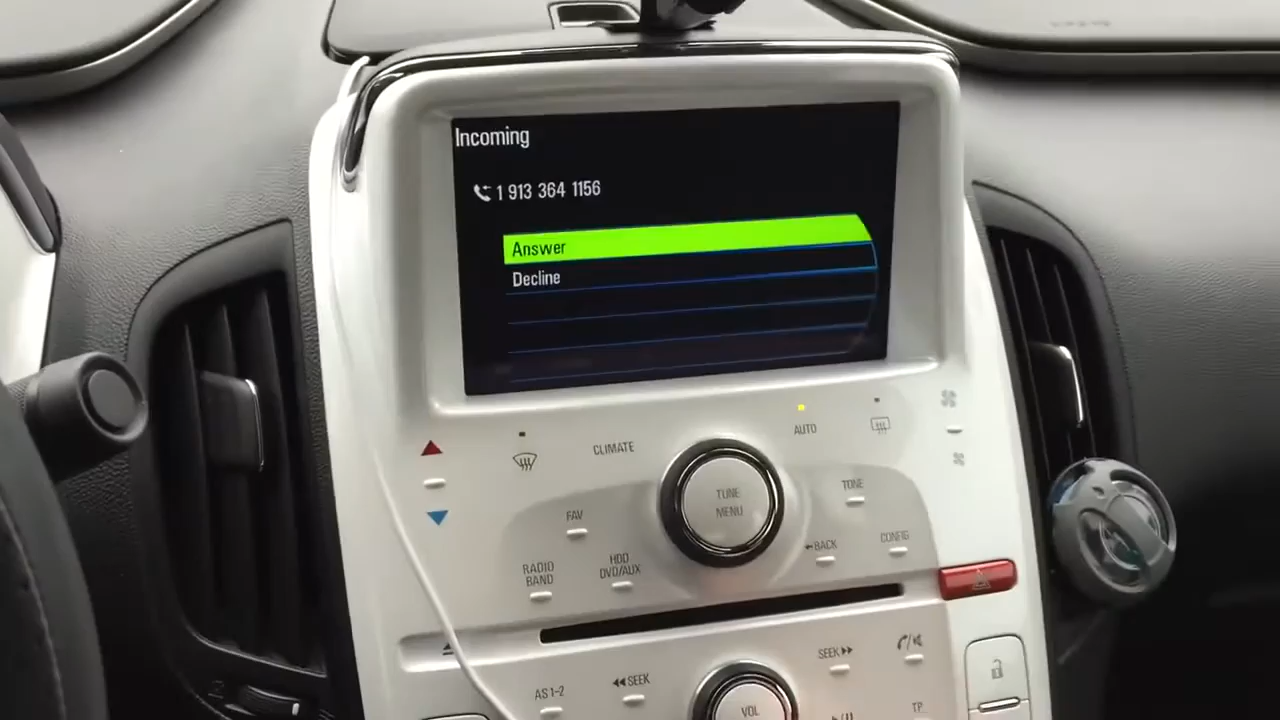 Incoming
1 913 364 1156
Answer
Decline
AUTO
CLIMATE
TUNE
MENU
TONE
FAV
BACK
CONFIG
RADIO
BAND
HDD
DVD/AUX
SEEK
SEEK
AS 1-2
VOL
TP